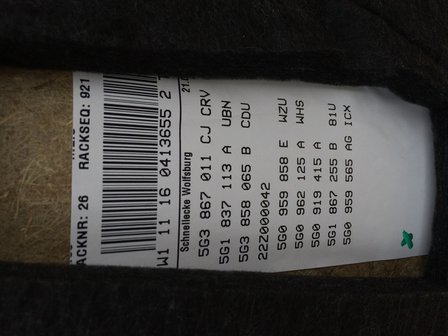 RACKNR: 26 RACKSEQ: 921
W1 11 16 0413655 2
Schnellecke Wolfsburg 21.
5G3 867 011 CJ CRV
5G1 837 113 A UBN
5G3 858 065 B CDU
22Z000042
5G0 959 858 E WZU
5G0 962 125 A WHS
5G0 919 415 A
5G1 867 255 B 81U
5G0 959 565 AG ICX